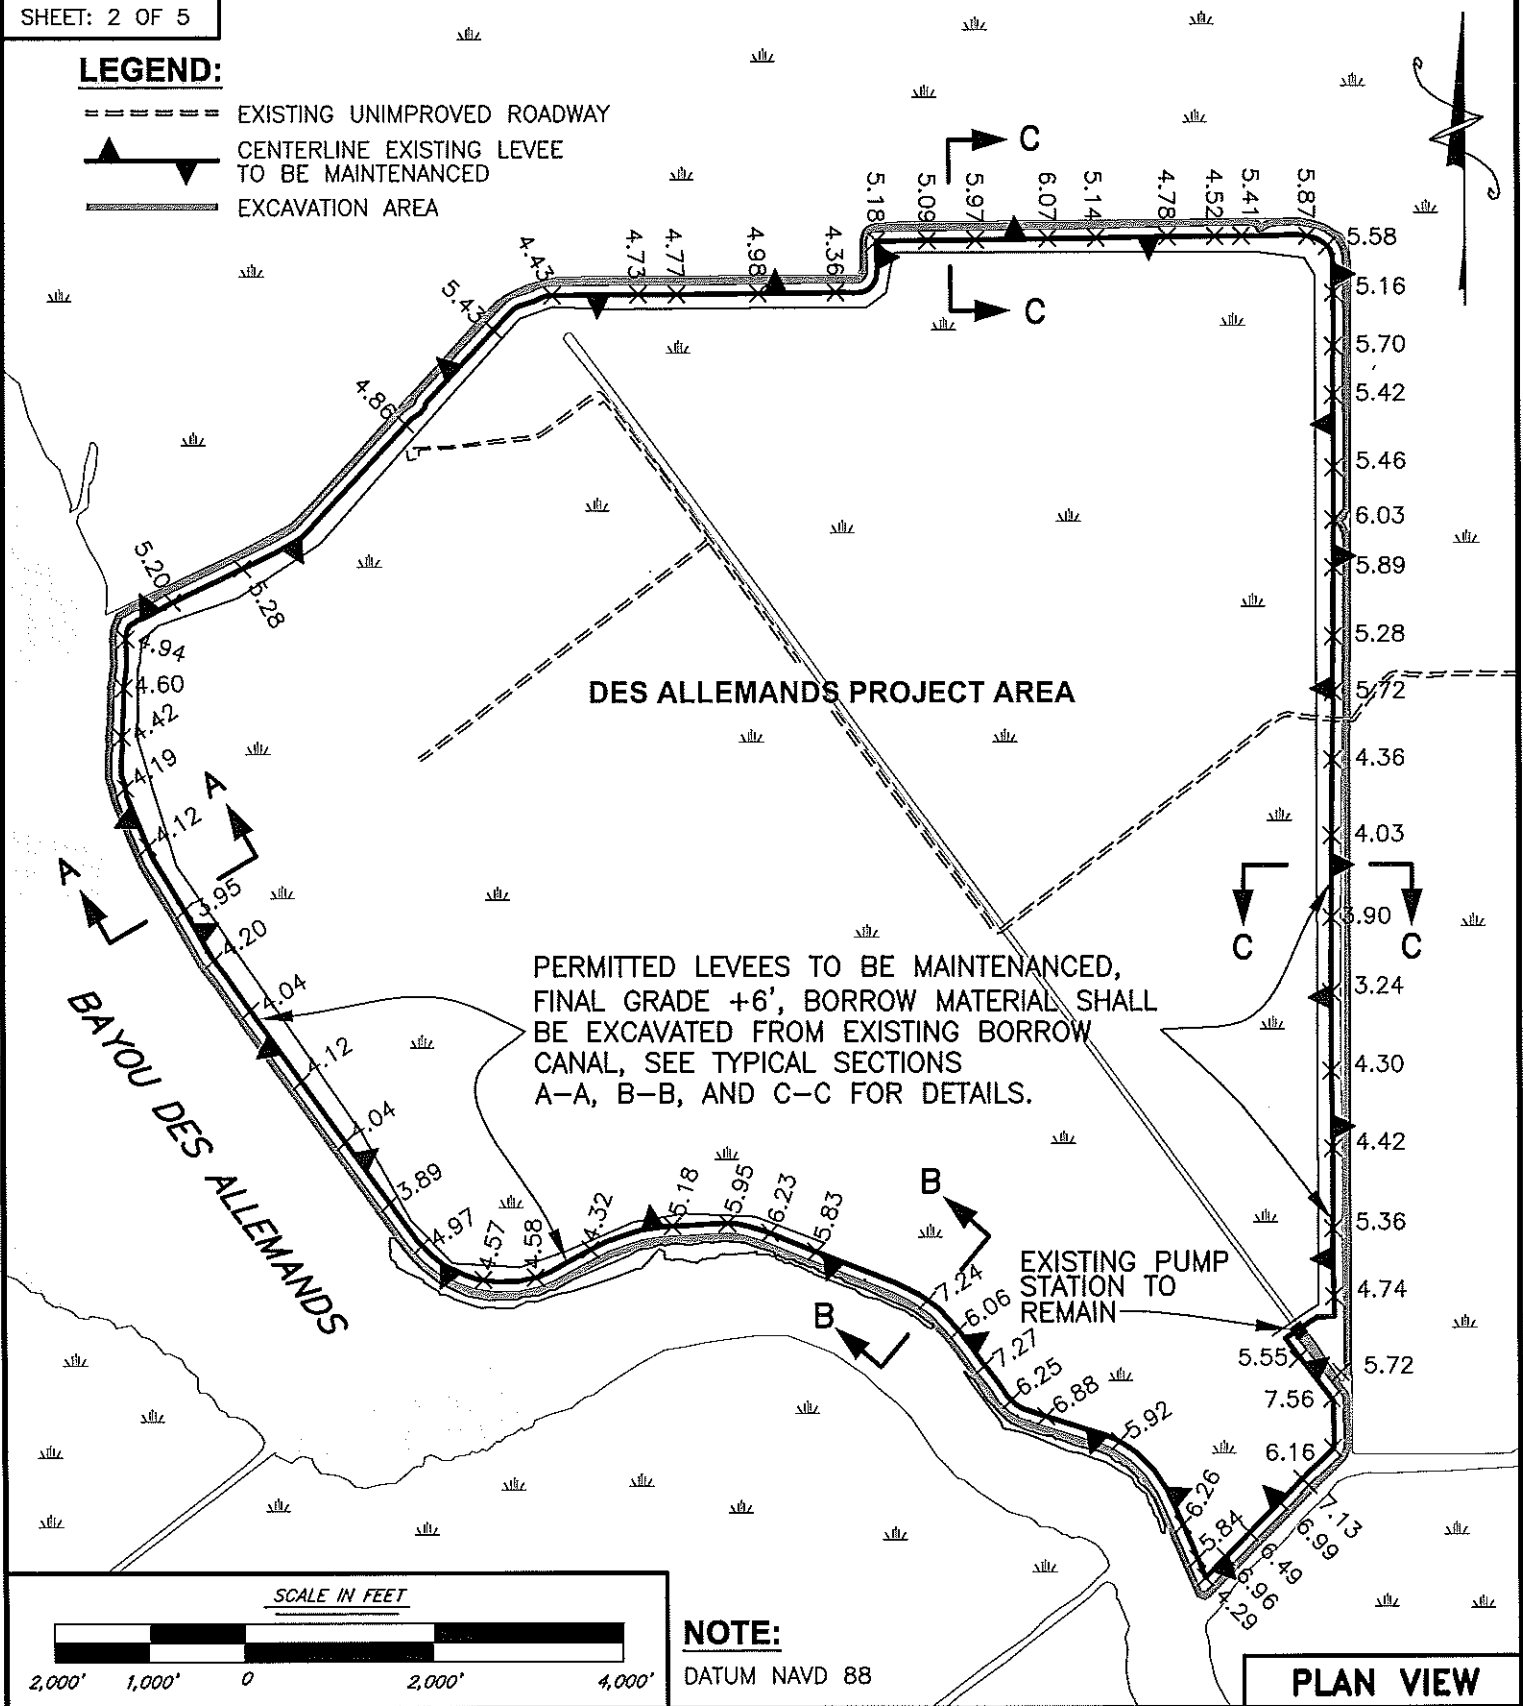 SHEET: 2 OF 5
LEGEND:
EXISTING UNIMPROVED ROADWAY
CENTERLINE EXISTING LEVEE
TO BE MAINTENANCED
EXCAVATION AREA
C
C
5.18
5.09
5.97
6.07
5.14
4.78
4.52
5.41
5.87
4.43
4.73
4.77
4.98
4.36
5.43
4.86
5.20
5.28
5.58
5.16
5.70
5.42
5.46
6.03
5.89
5.28
5.72
4.36
4.03
3.90
3.24
4.30
4.42
5.36
4.74
5.72
C
C
4.94
4.60
4.42
4.19
4.12
3.95
4.20
4.04
4.12
4.04
3.89
4.97
4.57
4.58
4.32
5.18
5.95
6.23
5.83
7.24
6.06
7.27
6.25
6.88
5.92
6.26
5.84
5.55
7.56
6.16
7.13
6.99
6.49
6.96
4.29
A
A
B
B
DES ALLEMANDS PROJECT AREA
PERMITTED LEVEES TO BE MAINTENANCED,
FINAL GRADE +6', BORROW MATERIAL SHALL
BE EXCAVATED FROM EXISTING BORROW
CANAL, SEE TYPICAL SECTIONS
A-A, B-B, AND C-C FOR DETAILS.
BAYOU DES ALLEMANDS
EXISTING PUMP
STATION TO
REMAIN
SCALE IN FEET
2,000' 1,000' 0 2,000' 4,000'
NOTE:
DATUM NAVD 88
PLAN VIEW